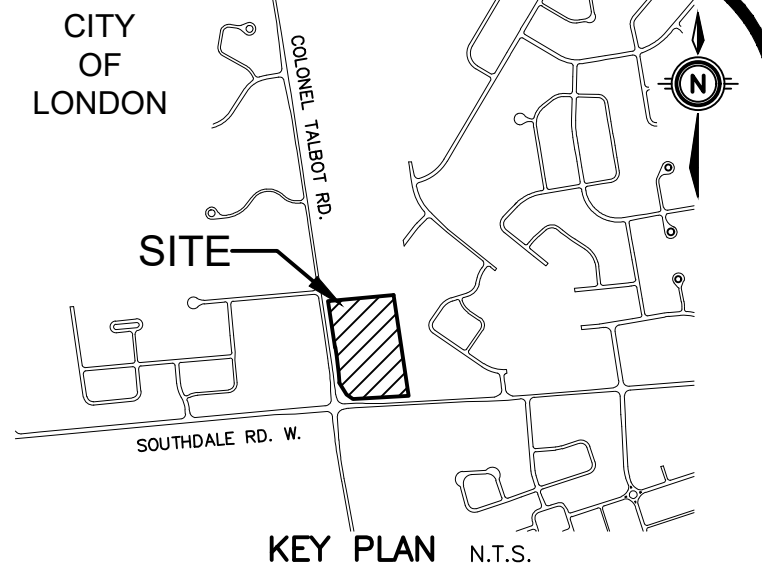 CITY
OF
LONDON
COLONEL TALBOT RD.
N
SITE
SOUTHDALE RD. W.
KEY PLAN N.T.S.